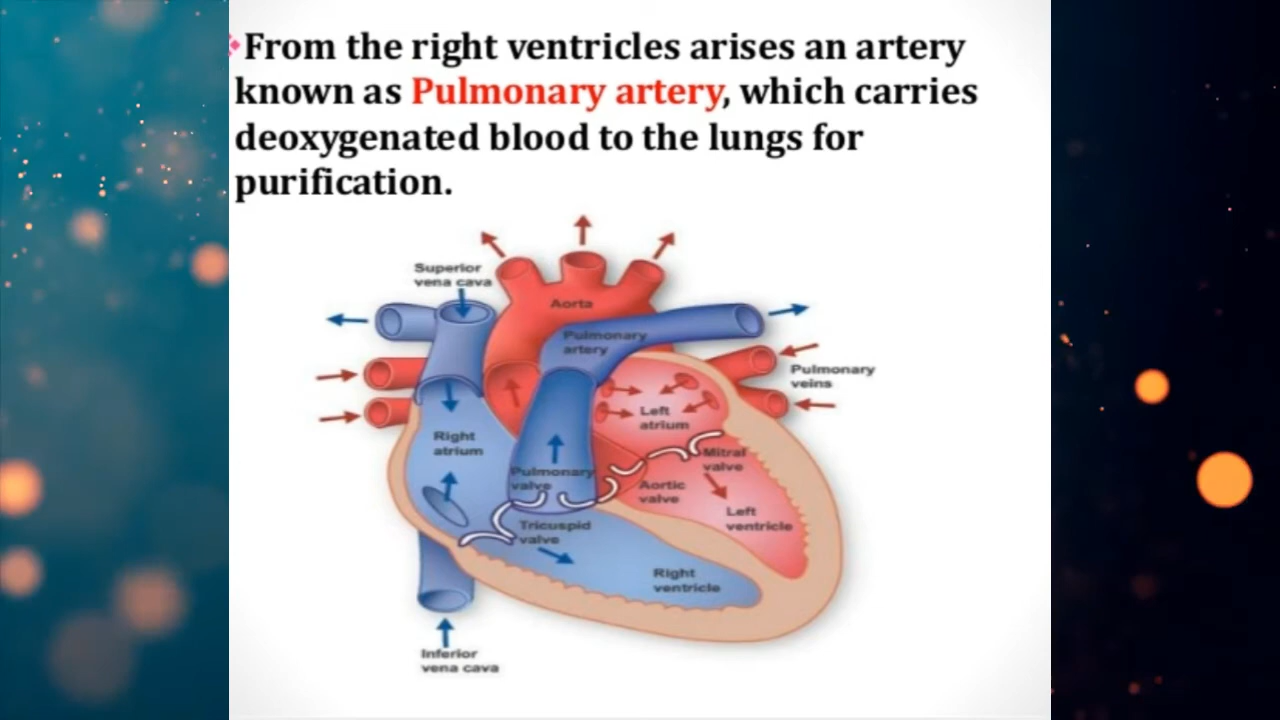 From the right ventricles arises an artery
known as Pulmonary artery, which carries
deoxygenated blood to the lungs for
purification.
Superior
vena cava
Aorta
Pulmonary
artery
Pulmonary
veins
Left
atrium
Right
atrium
Mitral
valve
Pulmonary
valve
Aortic
valve
Left
ventricle
Tricuspid
valve
Right
ventricle
Inferior
vena cava